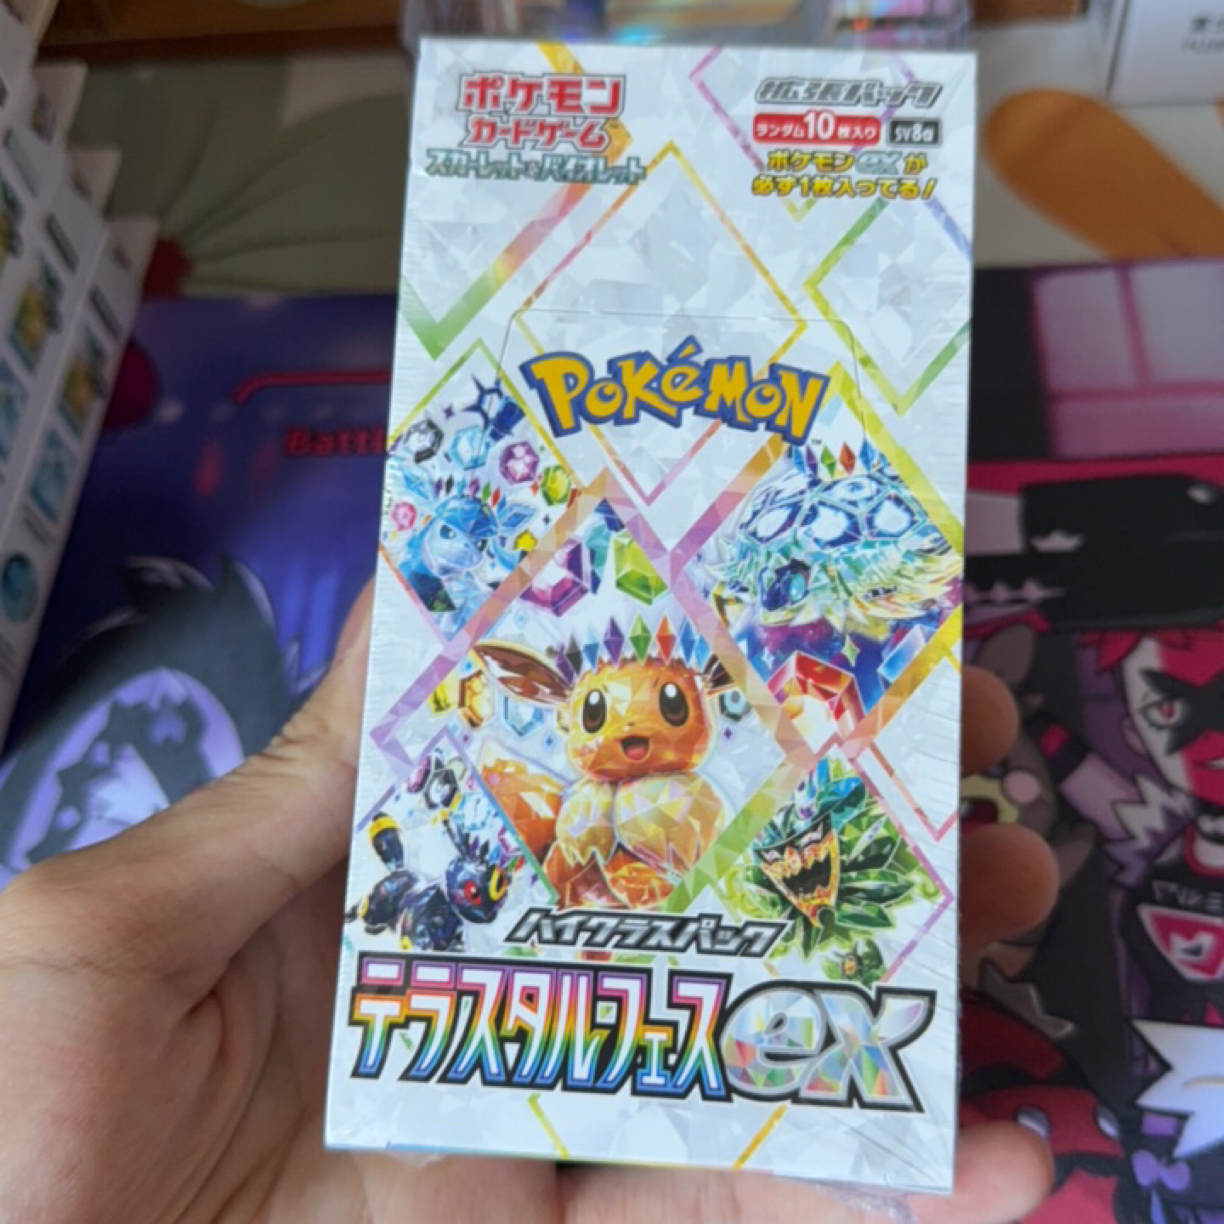 ポケモン
カードゲーム
スカーレット&バイオレット
拡張パック
ランダム10枚入り
SV8a
ポケモンexが
必ず1枚入ってる!
POKéMON
TM
Battl
ハイクラスパック
テラスタルフェスex